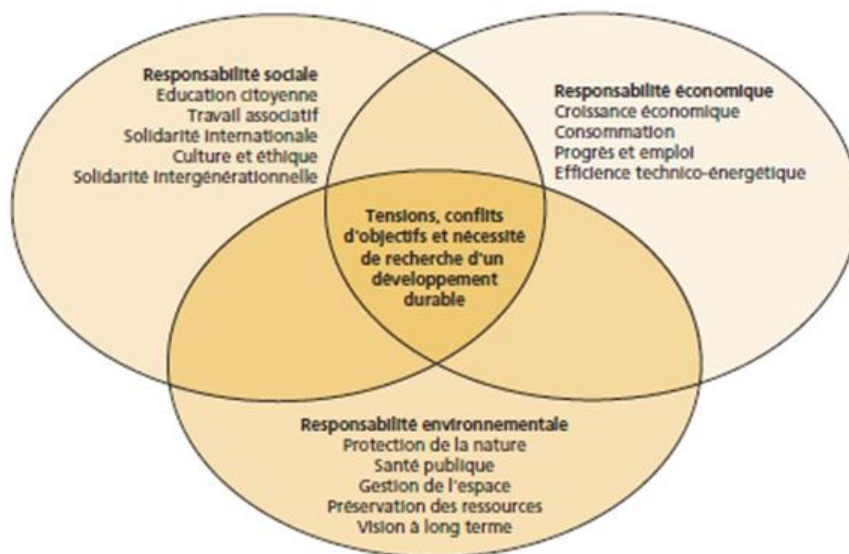 Responsabilité sociale
Education citoyenne
Travail associatif
Solidarité internationale
Culture et éthique
Solidarité intergénérationnelle
Responsabilité économique
Croissance économique
Consommation
Progrès et emploi
Efficience technico-énergétique
Tensions, conflits
d'objectifs et nécessité
de recherche d'un
développement
durable
Responsabilité environnementale
Protection de la nature
Santé publique
Gestion de l'espace
Préservation des ressources
Vision à long terme